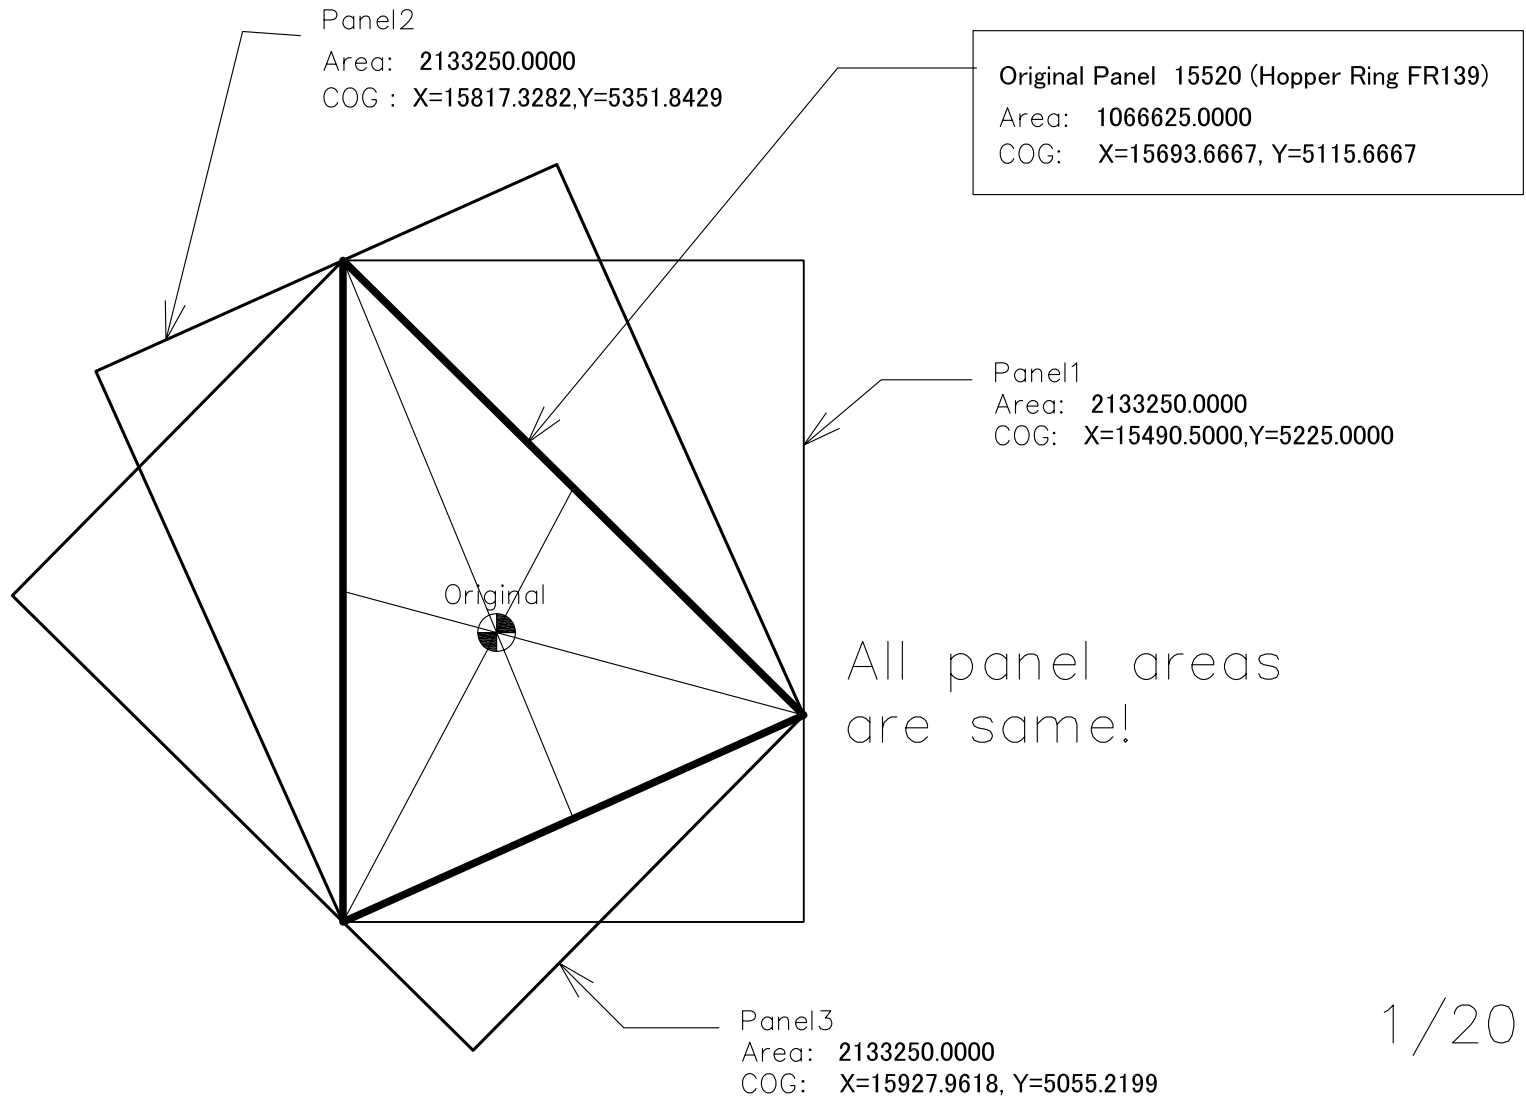 Panel2
Area: 2133250.0000
COG : X=15817.3282,Y=5351.8429
Original Panel 15520 (Hopper Ring FR139)
Area: 1066625.0000
COG: X=15693.6667, Y=5115.6667
Panel1
Area: 2133250.0000
COG: X=15490.5000,Y=5225.0000
Original
All panel areas
are same!
Panel3
Area: 2133250.0000
COG: X=15927.9618, Y=5055.2199
1/20